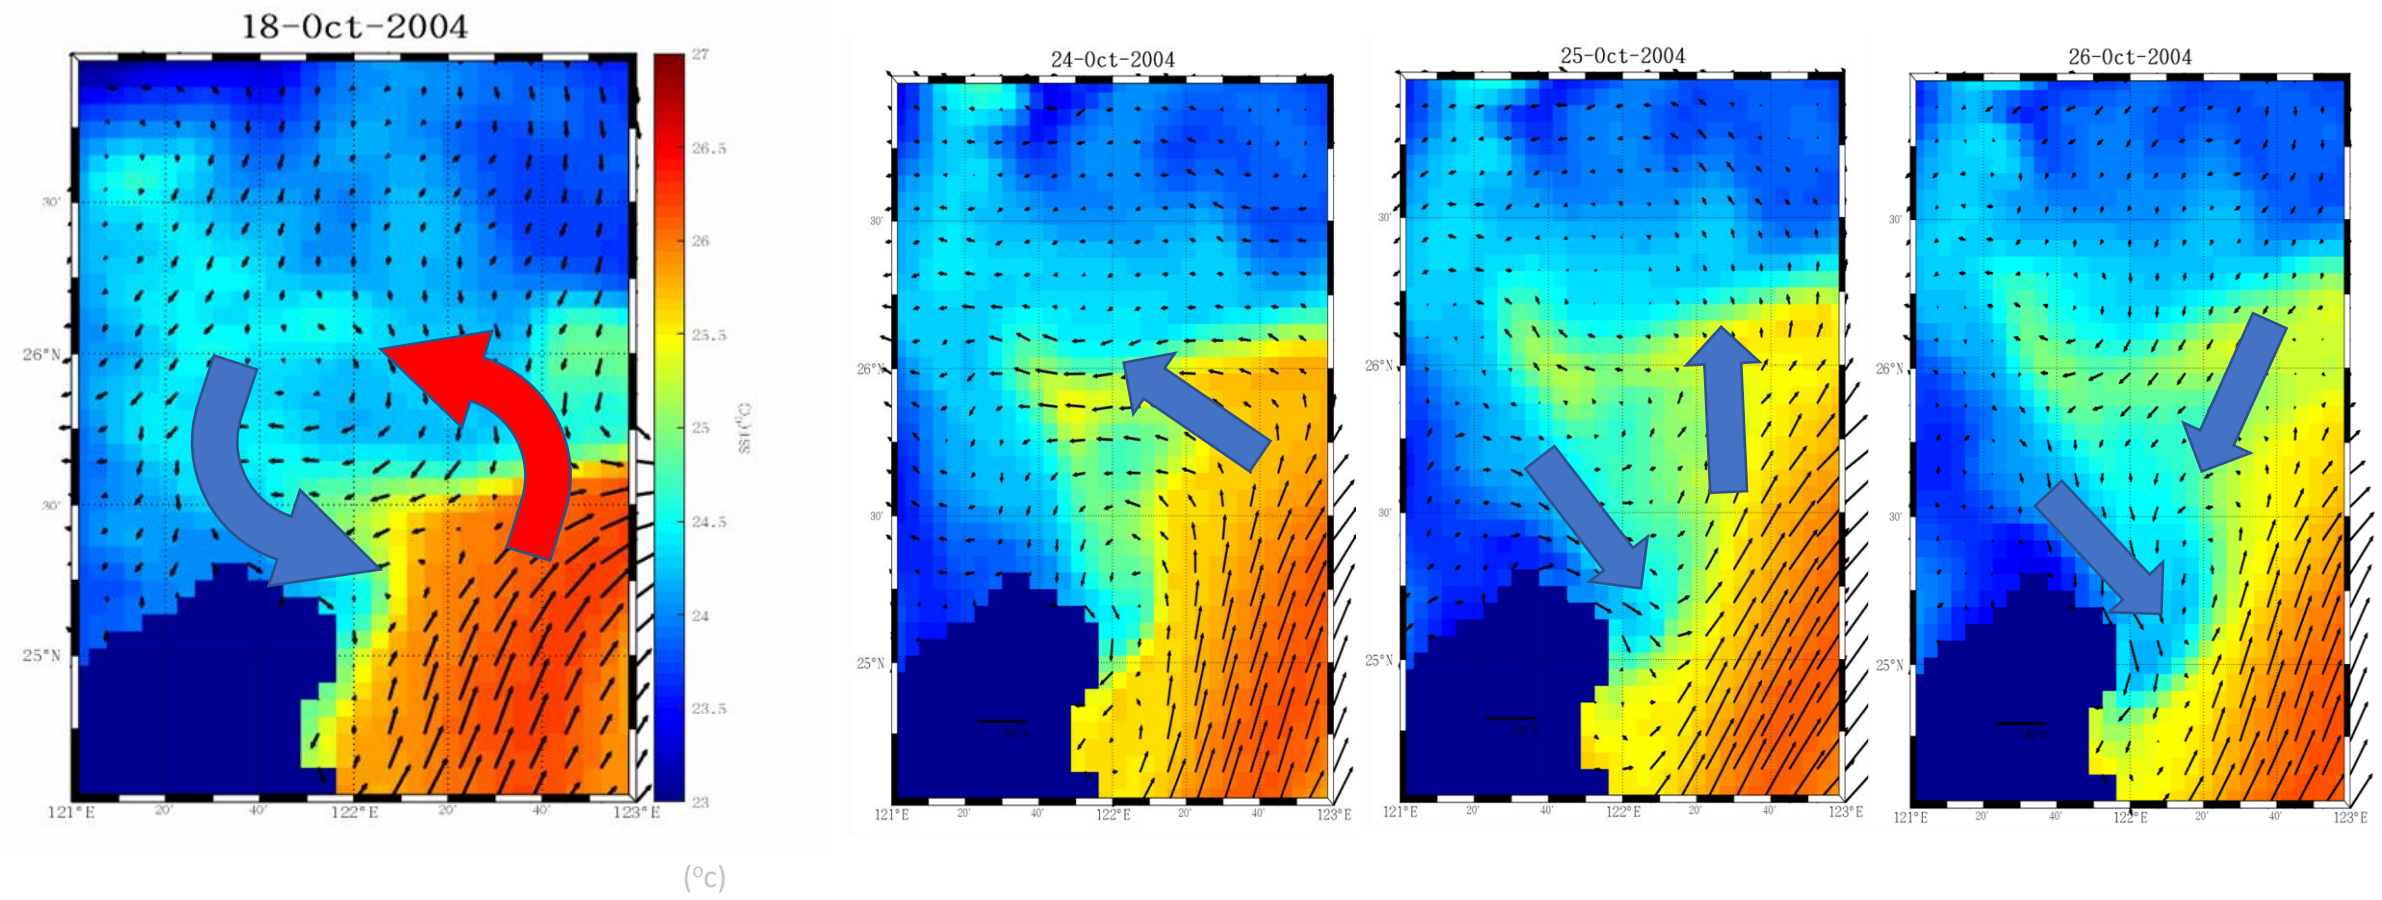 18-Oct-2004
27
26.5
26
25.5
25
24.5
24
23.5
23
SST(°C)
30'
26°N
30'
25°N
121°E
20'
40'
122°E
20'
40'
123°E
(°c)
24-Oct-2004
30'
26°N
30'
25°N
121°E
20'
40'
122°E
20'
40'
123°E
25-Oct-2004
30'
26°N
30'
25°N
121°E
20'
40'
122°E
20'
40'
123°E
26-Oct-2004
30'
26°N
30'
25°N
121°E
20'
40'
122°E
20'
40'
123°E